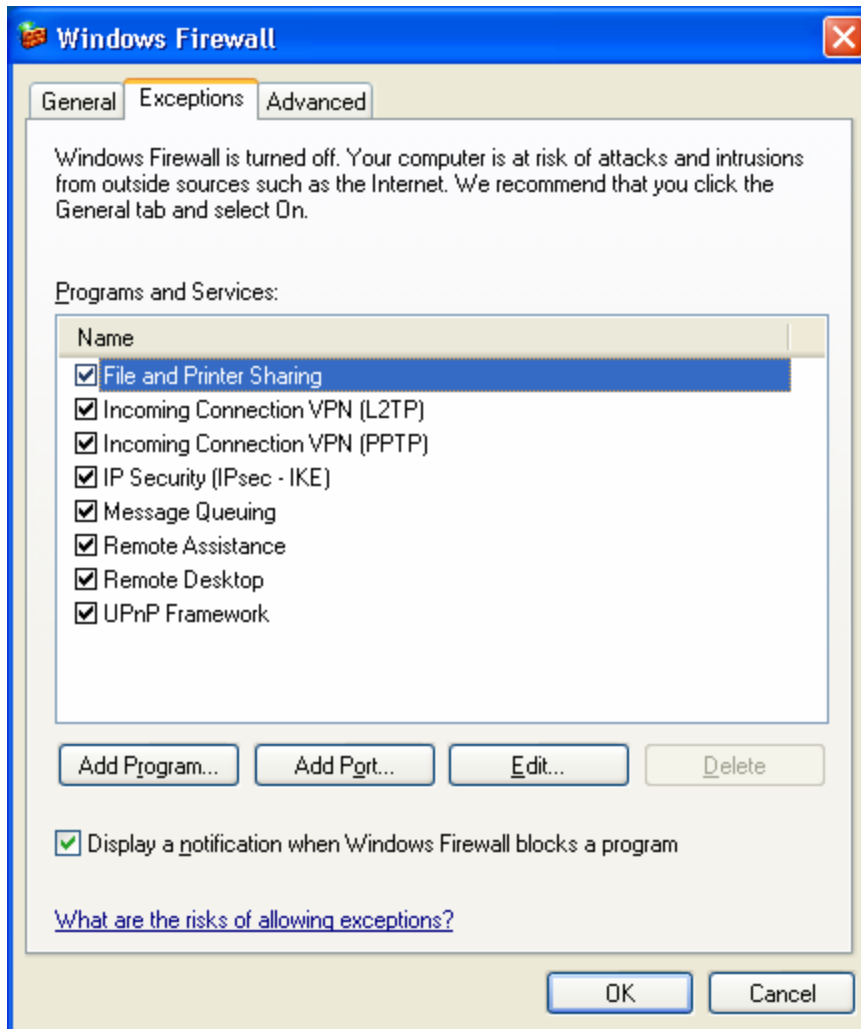 Windows Firewall
General Exceptions Advanced
Windows Firewall is turned off. Your computer is at risk of attacks and intrusions
from outside sources such as the Internet. We recommend that you click the
General tab and select On.
Programs and Services:
Name
File and Printer Sharing
Incoming Connection VPN (L2TP)
Incoming Connection VPN (PPTP)
IP Security (IPsec - IKE)
Message Queuing
Remote Assistance
Remote Desktop
UPnP Framework
Add Program... Add Port... Edit... Delete
Display a notification when Windows Firewall blocks a program
What are the risks of allowing exceptions?
OK Cancel